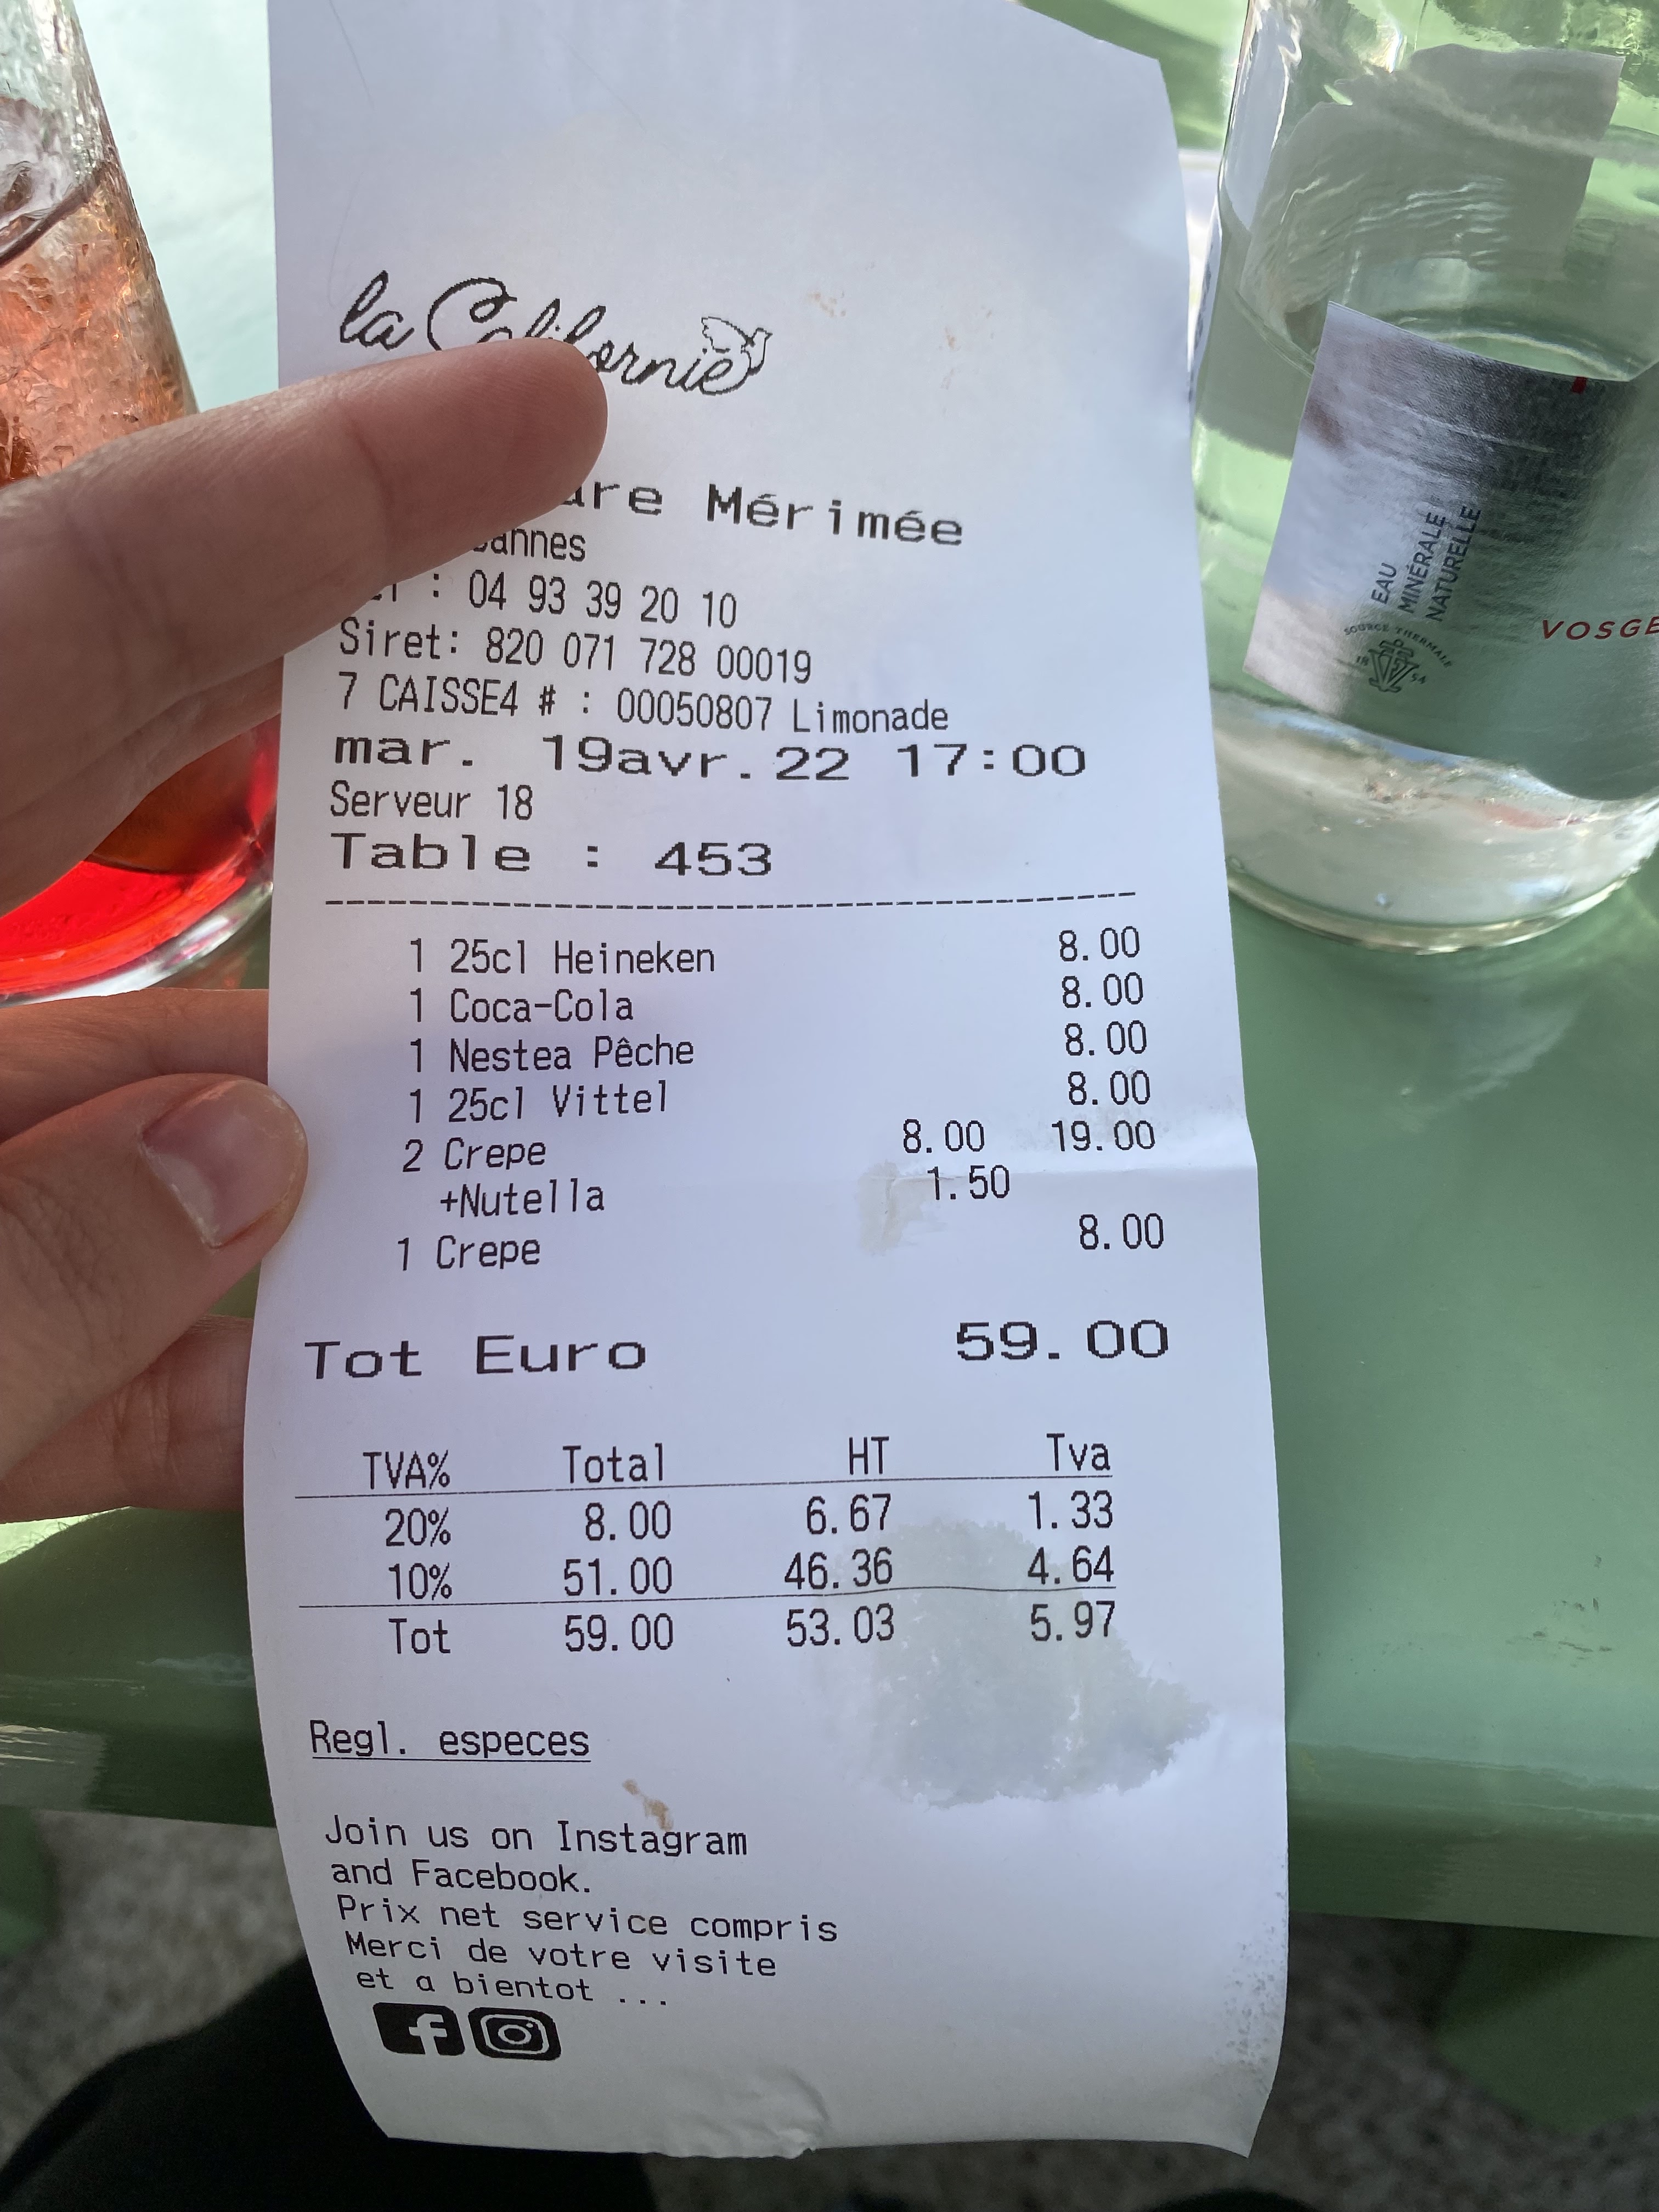 la Californie
Mérimée
: 04 93 39 20 10
Siret: 820 071 728 00019
7 CAISSE4 # : 00050807 Limonade
mar. 19avr.22 17:00
Serveur 18
Table : 453
1 25cl Heineken 8.00
1 Coca-Cola 8.00
1 Nestea Pêche 8.00
1 25cl Vittel 8.00
2 Crepe 8.00 19.00
+Nutella 1.50
1 Crepe 8.00
Tot Euro 59.00
TVA% Total HT Tva
20% 8.00 6.67 1.33
10% 51.00 46.36 4.64
Tot 59.00 53.03 5.97
Regl. especes
Join us on Instagram
and Facebook.
Prix net service compris
Merci de votre visite
et a bientot ...
EAU
MINÉRALE
NATURELLE
SOURCE THERMALE
18 54
VOSGE